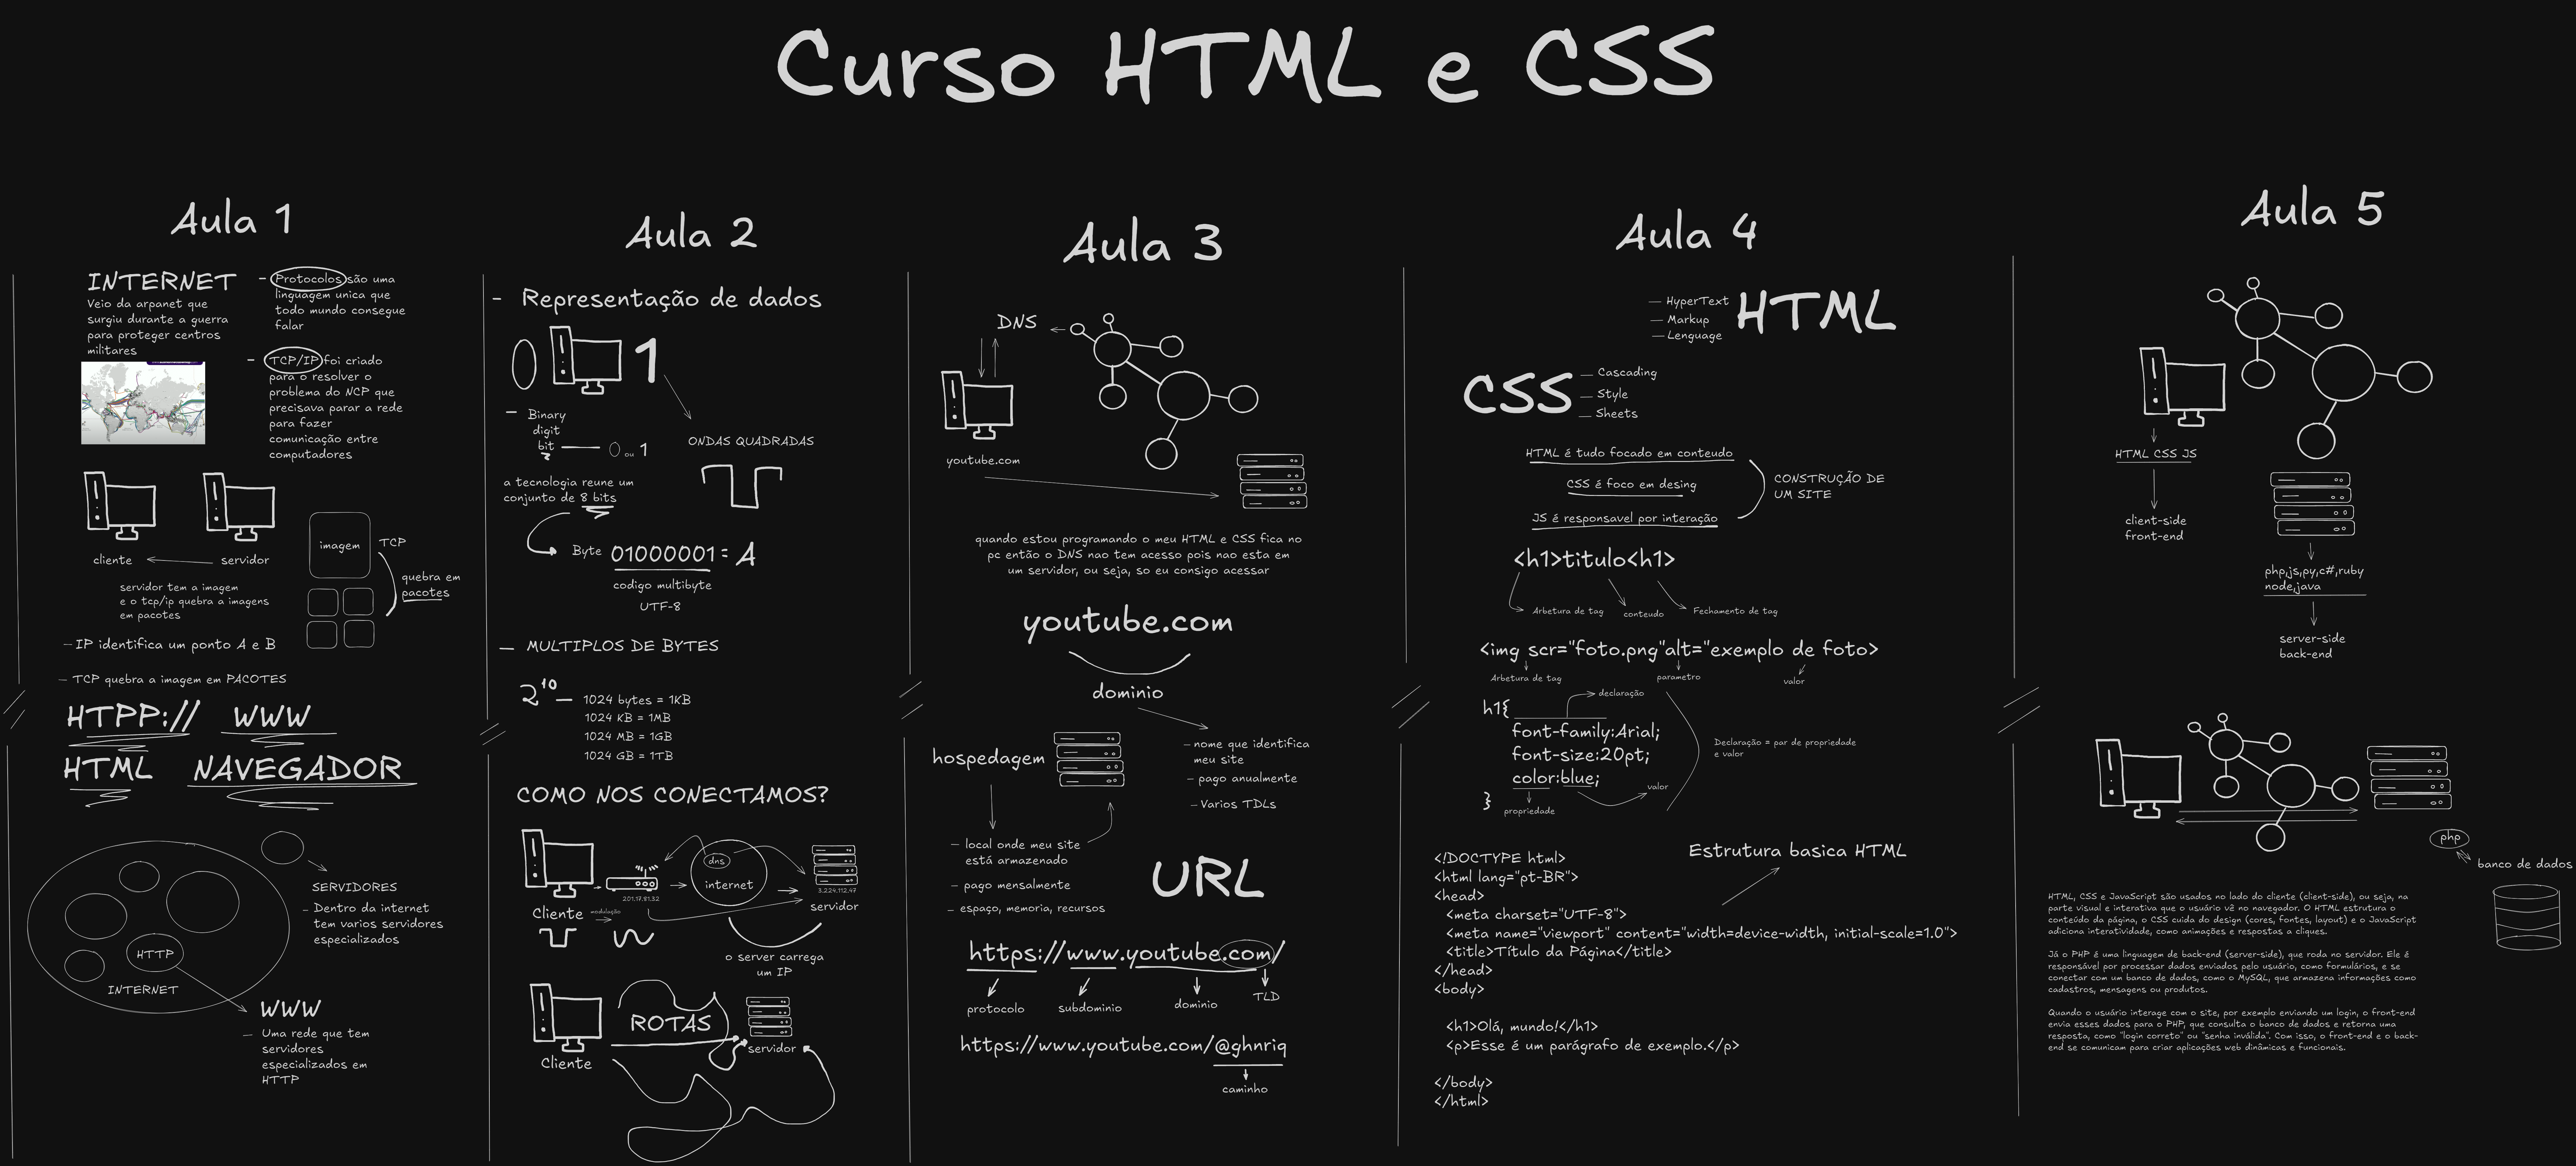 Curso HTML e CSS
Aula 1
INTERNET
Veio da arpanet que
surgiu durante a guerra
para proteger centros
militares
- Protocolos são uma
linguagem unica que
todo mundo consegue
falar
- TCP/IP foi criado
para o resolver o
problema do NCP que
precisava parar a rede
para fazer
comunicação entre
computadores
cliente
servidor
servidor tem a imagem
e o tcp/ip quebra a imagens
em pacotes
imagem
TCP
quebra em
pacotes
- IP identifica um ponto A e B
- TCP quebra a imagem em PACOTES
HTPP:// WWW
HTML NAVEGADOR
HTTP
INTERNET
SERVIDORES
- Dentro da internet
tem varios servidores
especializados
WWW
- Uma rede que tem
servidores
especializados em
HTTP
Aula 2
- Representação de dados
0 1
- Binary
digit
bit
0 ou 1
ONDAS QUADRADAS
a tecnologia reune um
conjunto de 8 bits
Byte 01000001 = A
codigo multibyte
UTF-8
- MULTIPLOS DE BYTES
2¹⁰ - 1024 bytes = 1KB
1024 KB = 1MB
1024 MB = 1GB
1024 GB = 1TB
COMO NOS CONECTAMOS?
dns
internet
201.17.81.32
3.224.112.47
Cliente
modulação
servidor
o server carrega
um IP
ROTAS
servidor
Cliente
Aula 3
DNS
youtube.com
quando estou programando o meu HTML e CSS fica no
pc então o DNS nao tem acesso pois nao esta em
um servidor, ou seja, so eu consigo acessar
youtube.com
dominio
- nome que identifica
meu site
- pago anualmente
- Varios TDLs
hospedagem
- local onde meu site
está armazenado
- pago mensalmente
- espaço, memoria, recursos
URL
https://www.youtube.com/
protocolo
subdominio
dominio
TLD
https://www.youtube.com/@ghnriq
caminho
Aula 4
HTML
- HyperText
- Markup
- Lenguage
CSS
- Cascading
- Style
- Sheets
HTML é tudo focado em conteudo
CSS é foco em desing
JS é responsavel por interação
CONSTRUÇÃO DE
UM SITE
<h1>titulo<h1>
Arbetura de tag
conteudo
Fechamento de tag
<img scr="foto.png"alt="exemplo de foto>
Arbetura de tag
parametro
valor
declaração
h1{
font-family:Arial;
font-size:20pt;
color:blue;
}
propriedade
valor
Declaração = par de propriedade
e valor
Estrutura basica HTML
<!DOCTYPE html>
<html lang="pt-BR">
<head>
<meta charset="UTF-8">
<meta name="viewport" content="width=device-width, initial-scale=1.0">
<title>Título da Página</title>
</head>
<body>
<h1>Olá, mundo!</h1>
<p>Esse é um parágrafo de exemplo.</p>
</body>
</html>
Aula 5
HTML CSS JS
client-side
front-end
php,js,py,c#,ruby
node,java
server-side
back-end
php
banco de dados
HTML, CSS e JavaScript são usados no lado do cliente (client-side), ou seja, na
parte visual e interativa que o usuário vê no navegador. O HTML estrutura o
conteúdo da página, o CSS cuida do design (cores, fontes, layout) e o JavaScript
adiciona interatividade, como animações e respostas a cliques.
Já o PHP é uma linguagem de back-end (server-side), que roda no servidor. Ele é
responsável por processar dados enviados pelo usuário, como formulários, e se
conectar com um banco de dados, como o MySQL, que armazena informações como
cadastros, mensagens ou produtos.
Quando o usuário interage com o site, por exemplo enviando um login, o front-end
envia esses dados para o PHP, que consulta o banco de dados e retorna uma
resposta, como "login correto" ou "senha inválida". Com isso, o front-end e o back-
end se comunicam para criar aplicações web dinâmicas e funcionais.